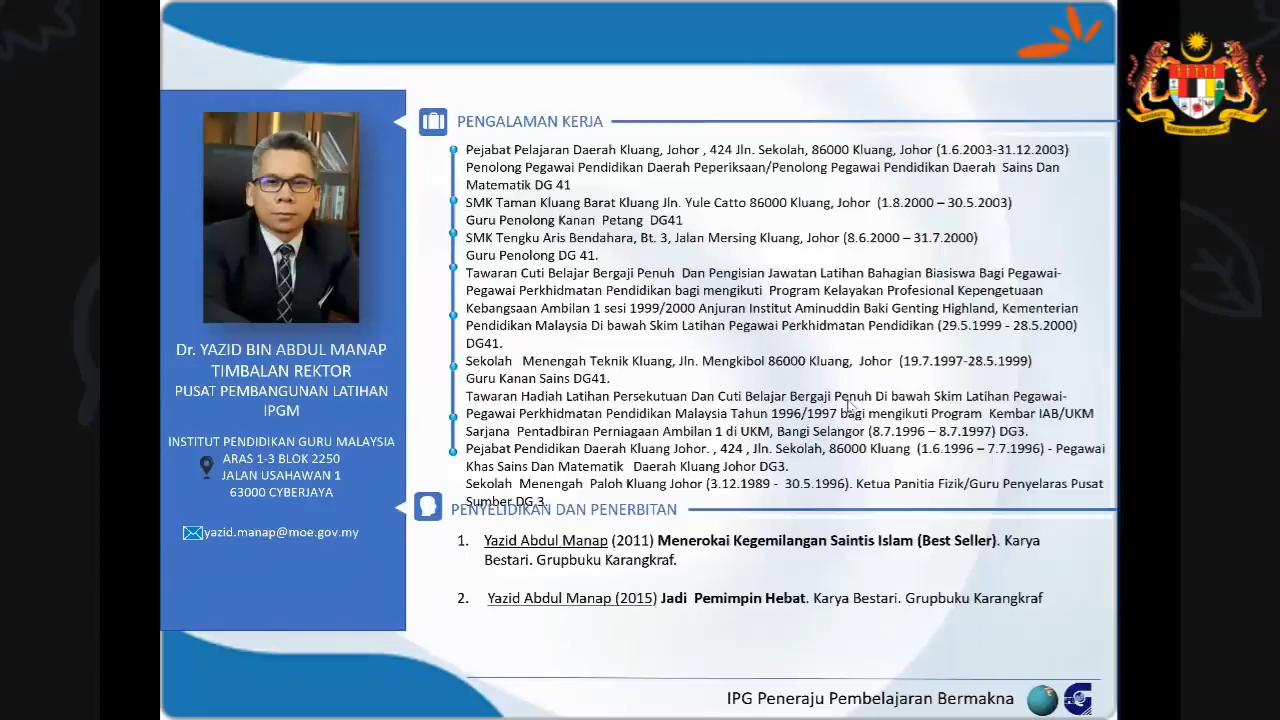 PENGALAMAN KERJA
Pejabat Pelajaran Daerah Kluang, Johor , 424 Jln. Sekolah, 86000 Kluang, Johor (1.6.2003-31.12.2003)
Penolong Pegawai Pendidikan Daerah Peperiksaan/Penolong Pegawai Pendidikan Daerah Sains Dan
Matematik DG 41
SMK Taman Kluang Barat Kluang Jln. Yule Catto 86000 Kluang, Johor (1.8.2000 – 30.5.2003)
Guru Penolong Kanan Petang DG41
SMK Tengku Aris Bendahara, Bt. 3, Jalan Mersing Kluang, Johor (8.6.2000 – 31.7.2000)
Guru Penolong DG 41.
Tawaran Cuti Belajar Bergaji Penuh Dan Pengisian Jawatan Latihan Bahagian Biasiswa Bagi Pegawai-
Pegawai Perkhidmatan Pendidikan bagi mengikuti Program Kelayakan Profesional Kepengetuaan
Kebangsaan Ambilan 1 sesi 1999/2000 Anjuran Institut Aminuddin Baki Genting Highland, Kementerian
Pendidikan Malaysia Di bawah Skim Latihan Pegawai Perkhidmatan Pendidikan (29.5.1999 - 28.5.2000)
DG41.
Sekolah Menengah Teknik Kluang, Jln. Mengkibol 86000 Kluang, Johor (19.7.1997-28.5.1999)
Guru Kanan Sains DG41.
Tawaran Hadiah Latihan Persekutuan Dan Cuti Belajar Bergaji Penuh Di bawah Skim Latihan Pegawai-
Pegawai Perkhidmatan Pendidikan Malaysia Tahun 1996/1997 bagi mengikuti Program Kembar IAB/UKM
Sarjana Pentadbiran Perniagaan Ambilan 1 di UKM, Bangi Selangor (8.7.1996 – 8.7.1997) DG3.
Pejabat Pendidikan Daerah Kluang Johor. , 424 , Jln. Sekolah, 86000 Kluang (1.6.1996 – 7.7.1996) - Pegawai
Khas Sains Dan Matematik Daerah Kluang Johor DG3.
Sekolah Menengah Paloh Kluang Johor (3.12.1989 - 30.5.1996). Ketua Panitia Fizik/Guru Penyelaras Pusat
Sumber DG 3
PENYELIDIKAN DAN PENERBITAN
1. Yazid Abdul Manap (2011) Menerokai Kegemilangan Saintis Islam (Best Seller). Karya
Bestari. Grupbuku Karangkraf.
2. Yazid Abdul Manap (2015) Jadi Pemimpin Hebat. Karya Bestari. Grupbuku Karangkraf
Dr. YAZID BIN ABDUL MANAP
TIMBALAN REKTOR
PUSAT PEMBANGUNAN LATIHAN
IPGM
INSTITUT PENDIDIKAN GURU MALAYSIA
ARAS 1-3 BLOK 2250
JALAN USAHAWAN 1
63000 CYBERJAYA
yazid.manap@moe.gov.my
IPG Peneraju Pembelajaran Bermakna